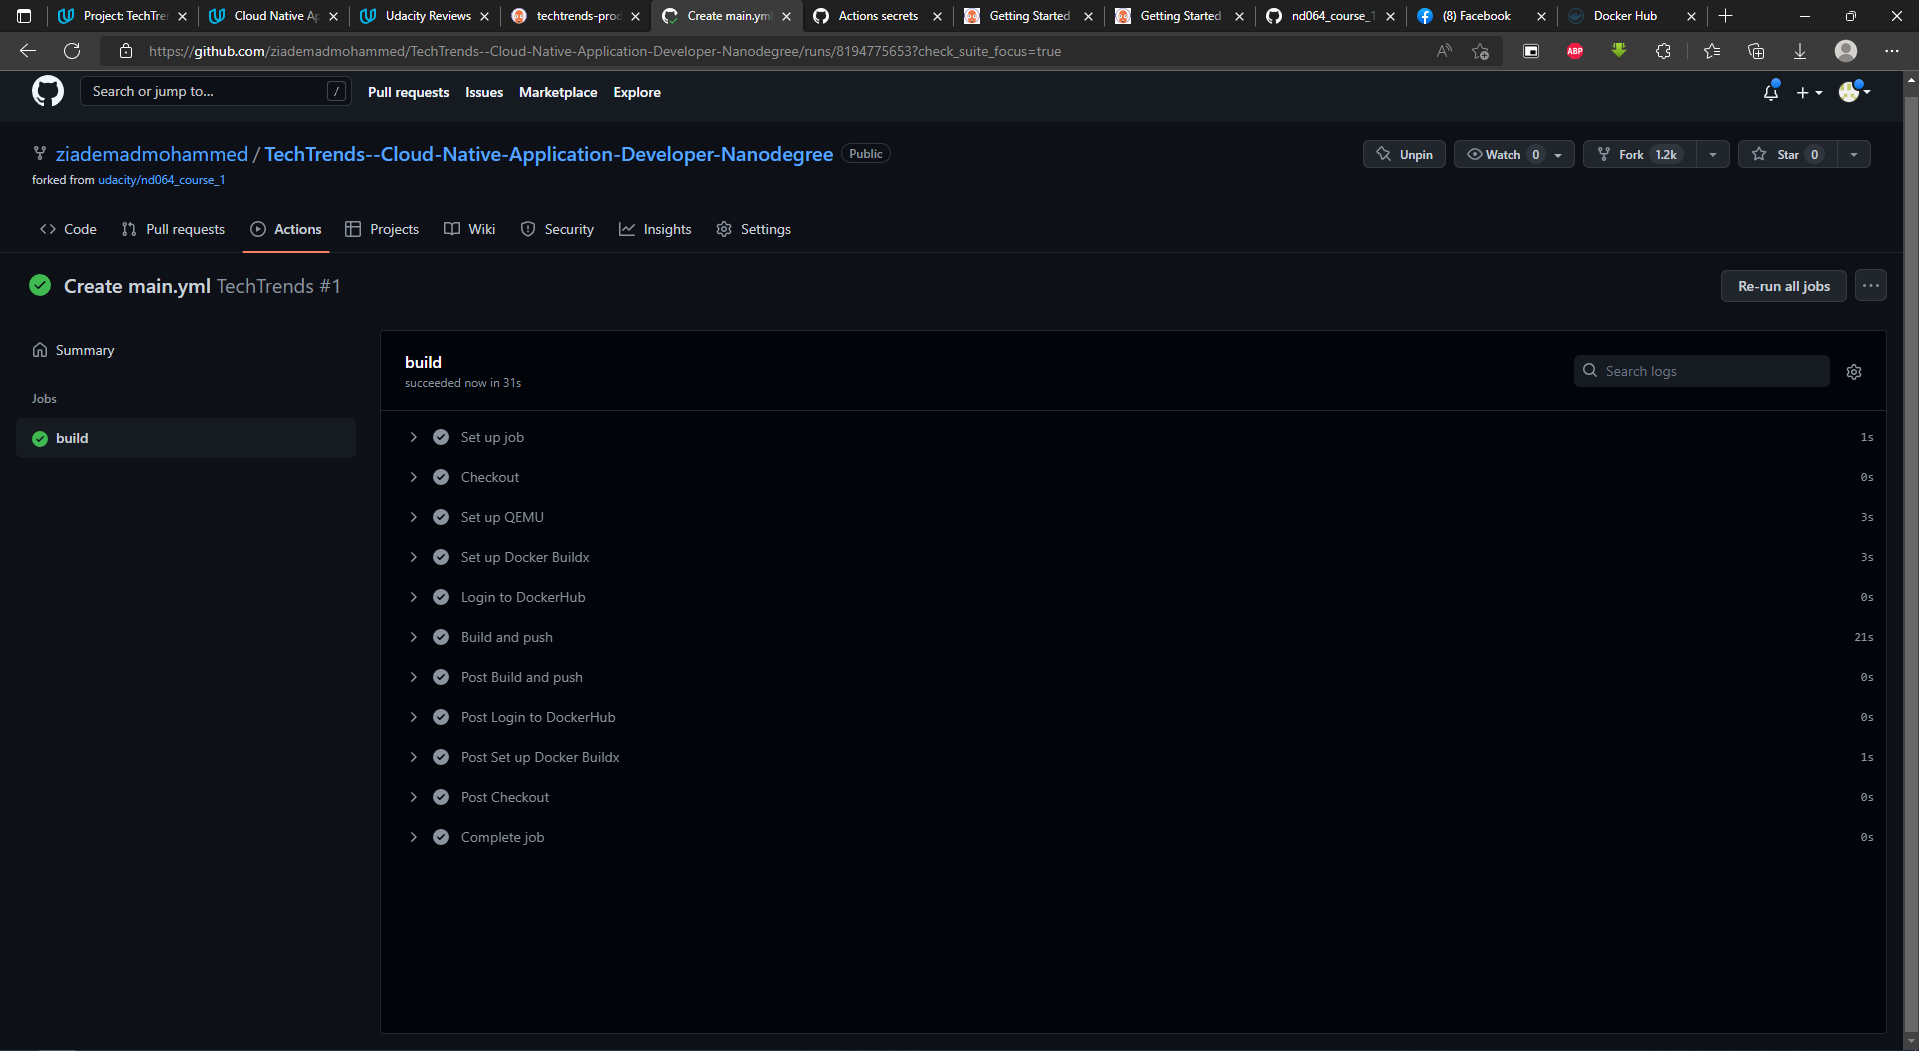 Project: TechTre
Cloud Native Ap
Udacity Reviews
techtrends-prod
Create main.yml
Actions secrets
Getting Started
Getting Started
nd064_course_1
(8) Facebook
Docker Hub
https://github.com/ziademadmohammed/TechTrends--Cloud-Native-Application-Developer-Nanodegree/runs/8194775653?check_suite_focus=true
ABP
Search or jump to...
/
Pull requests
Issues
Marketplace
Explore
ziademadmohammed / TechTrends--Cloud-Native-Application-Developer-Nanodegree Public
Unpin
Watch 0
Fork 1.2k
Star 0
forked from udacity/nd064_course_1
Code
Pull requests
Actions
Projects
Wiki
Security
Insights
Settings
Create main.yml TechTrends #1
Re-run all jobs
Summary
Jobs
build
build
succeeded now in 31s
Search logs
Set up job 1s
Checkout 0s
Set up QEMU 3s
Set up Docker Buildx 3s
Login to DockerHub 0s
Build and push 21s
Post Build and push 0s
Post Login to DockerHub 0s
Post Set up Docker Buildx 1s
Post Checkout 0s
Complete job 0s